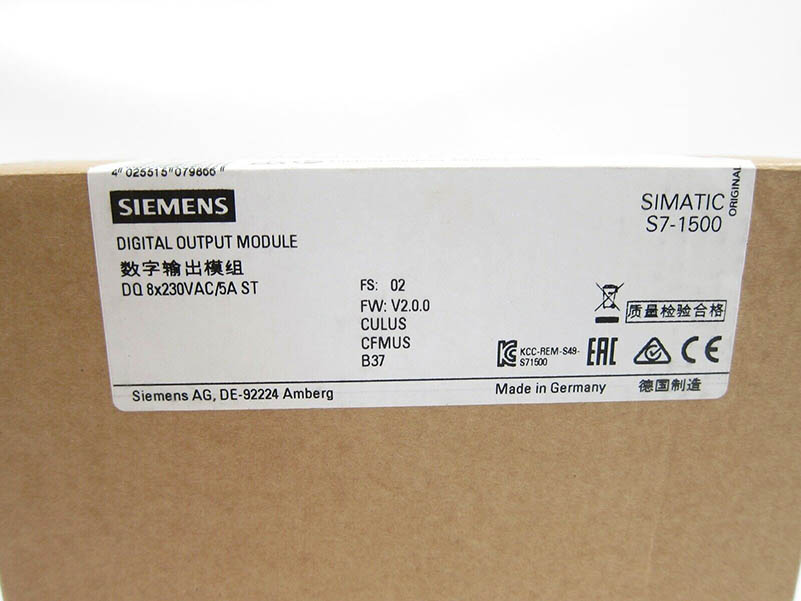 4" 025515"079866"
SIEMENS
SIMATIC
S7-1500
ORIGINAL
DIGITAL OUTPUT MODULE
数字输出模组
DQ 8x230VAC/5A ST
FS: 02
FW: V2.0.0
CULUS
CFMUS
B37
质量检验合格
KCC-REM-S49-
S71500
EAC
CE
Siemens AG, DE-92224 Amberg
Made in Germany
德国制造